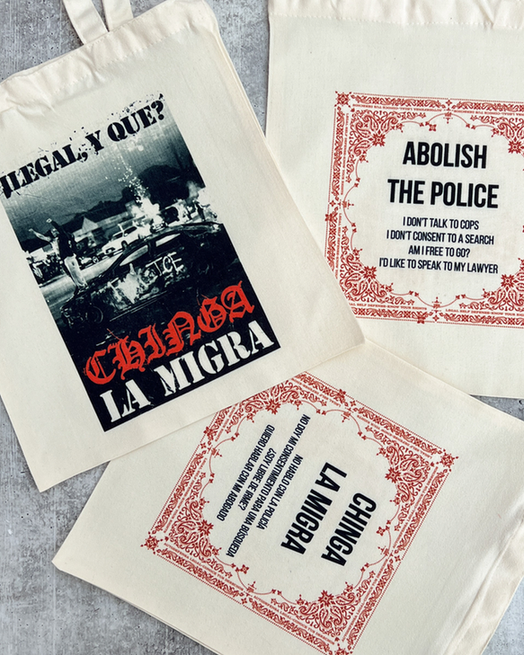 ILEGAL, Y QUE?
CHINGA
LA MIGRA
ABOLISH
THE POLICE
I DON'T TALK TO COPS
I DON'T CONSENT TO A SEARCH
AM I FREE TO GO?
I'D LIKE TO SPEAK TO MY LAWYER
CHINGA
LA MIGRA
NO HABLO CON LA POLICIA
NO DOY MI CONSENTIMIENTO PARA UNA BÚSQUEDA
¿SOY LIBRE DE IRME?
QUIERO HABLAR CON MI ABOGADO